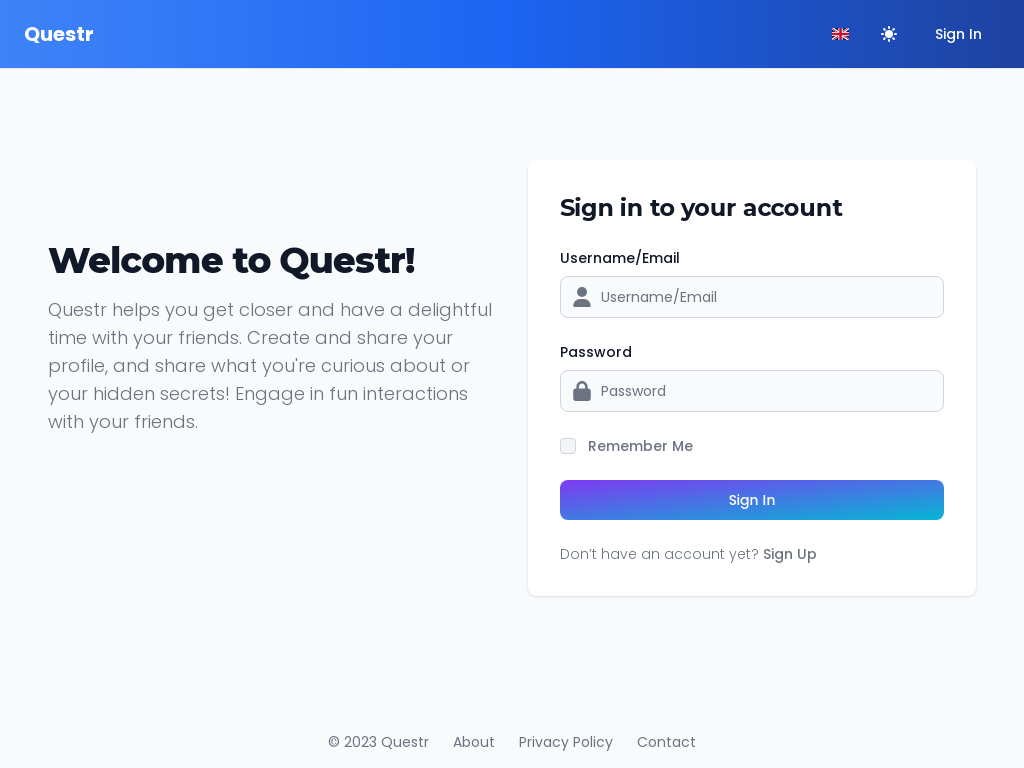 Questr
Sign In
Welcome to Questr!
Questr helps you get closer and have a delightful
time with your friends. Create and share your
profile, and share what you're curious about or
your hidden secrets! Engage in fun interactions
with your friends.
Sign in to your account
Username/Email
Username/Email
Password
Password
Remember Me
Sign In
Don’t have an account yet? Sign Up
© 2023 Questr About Privacy Policy Contact